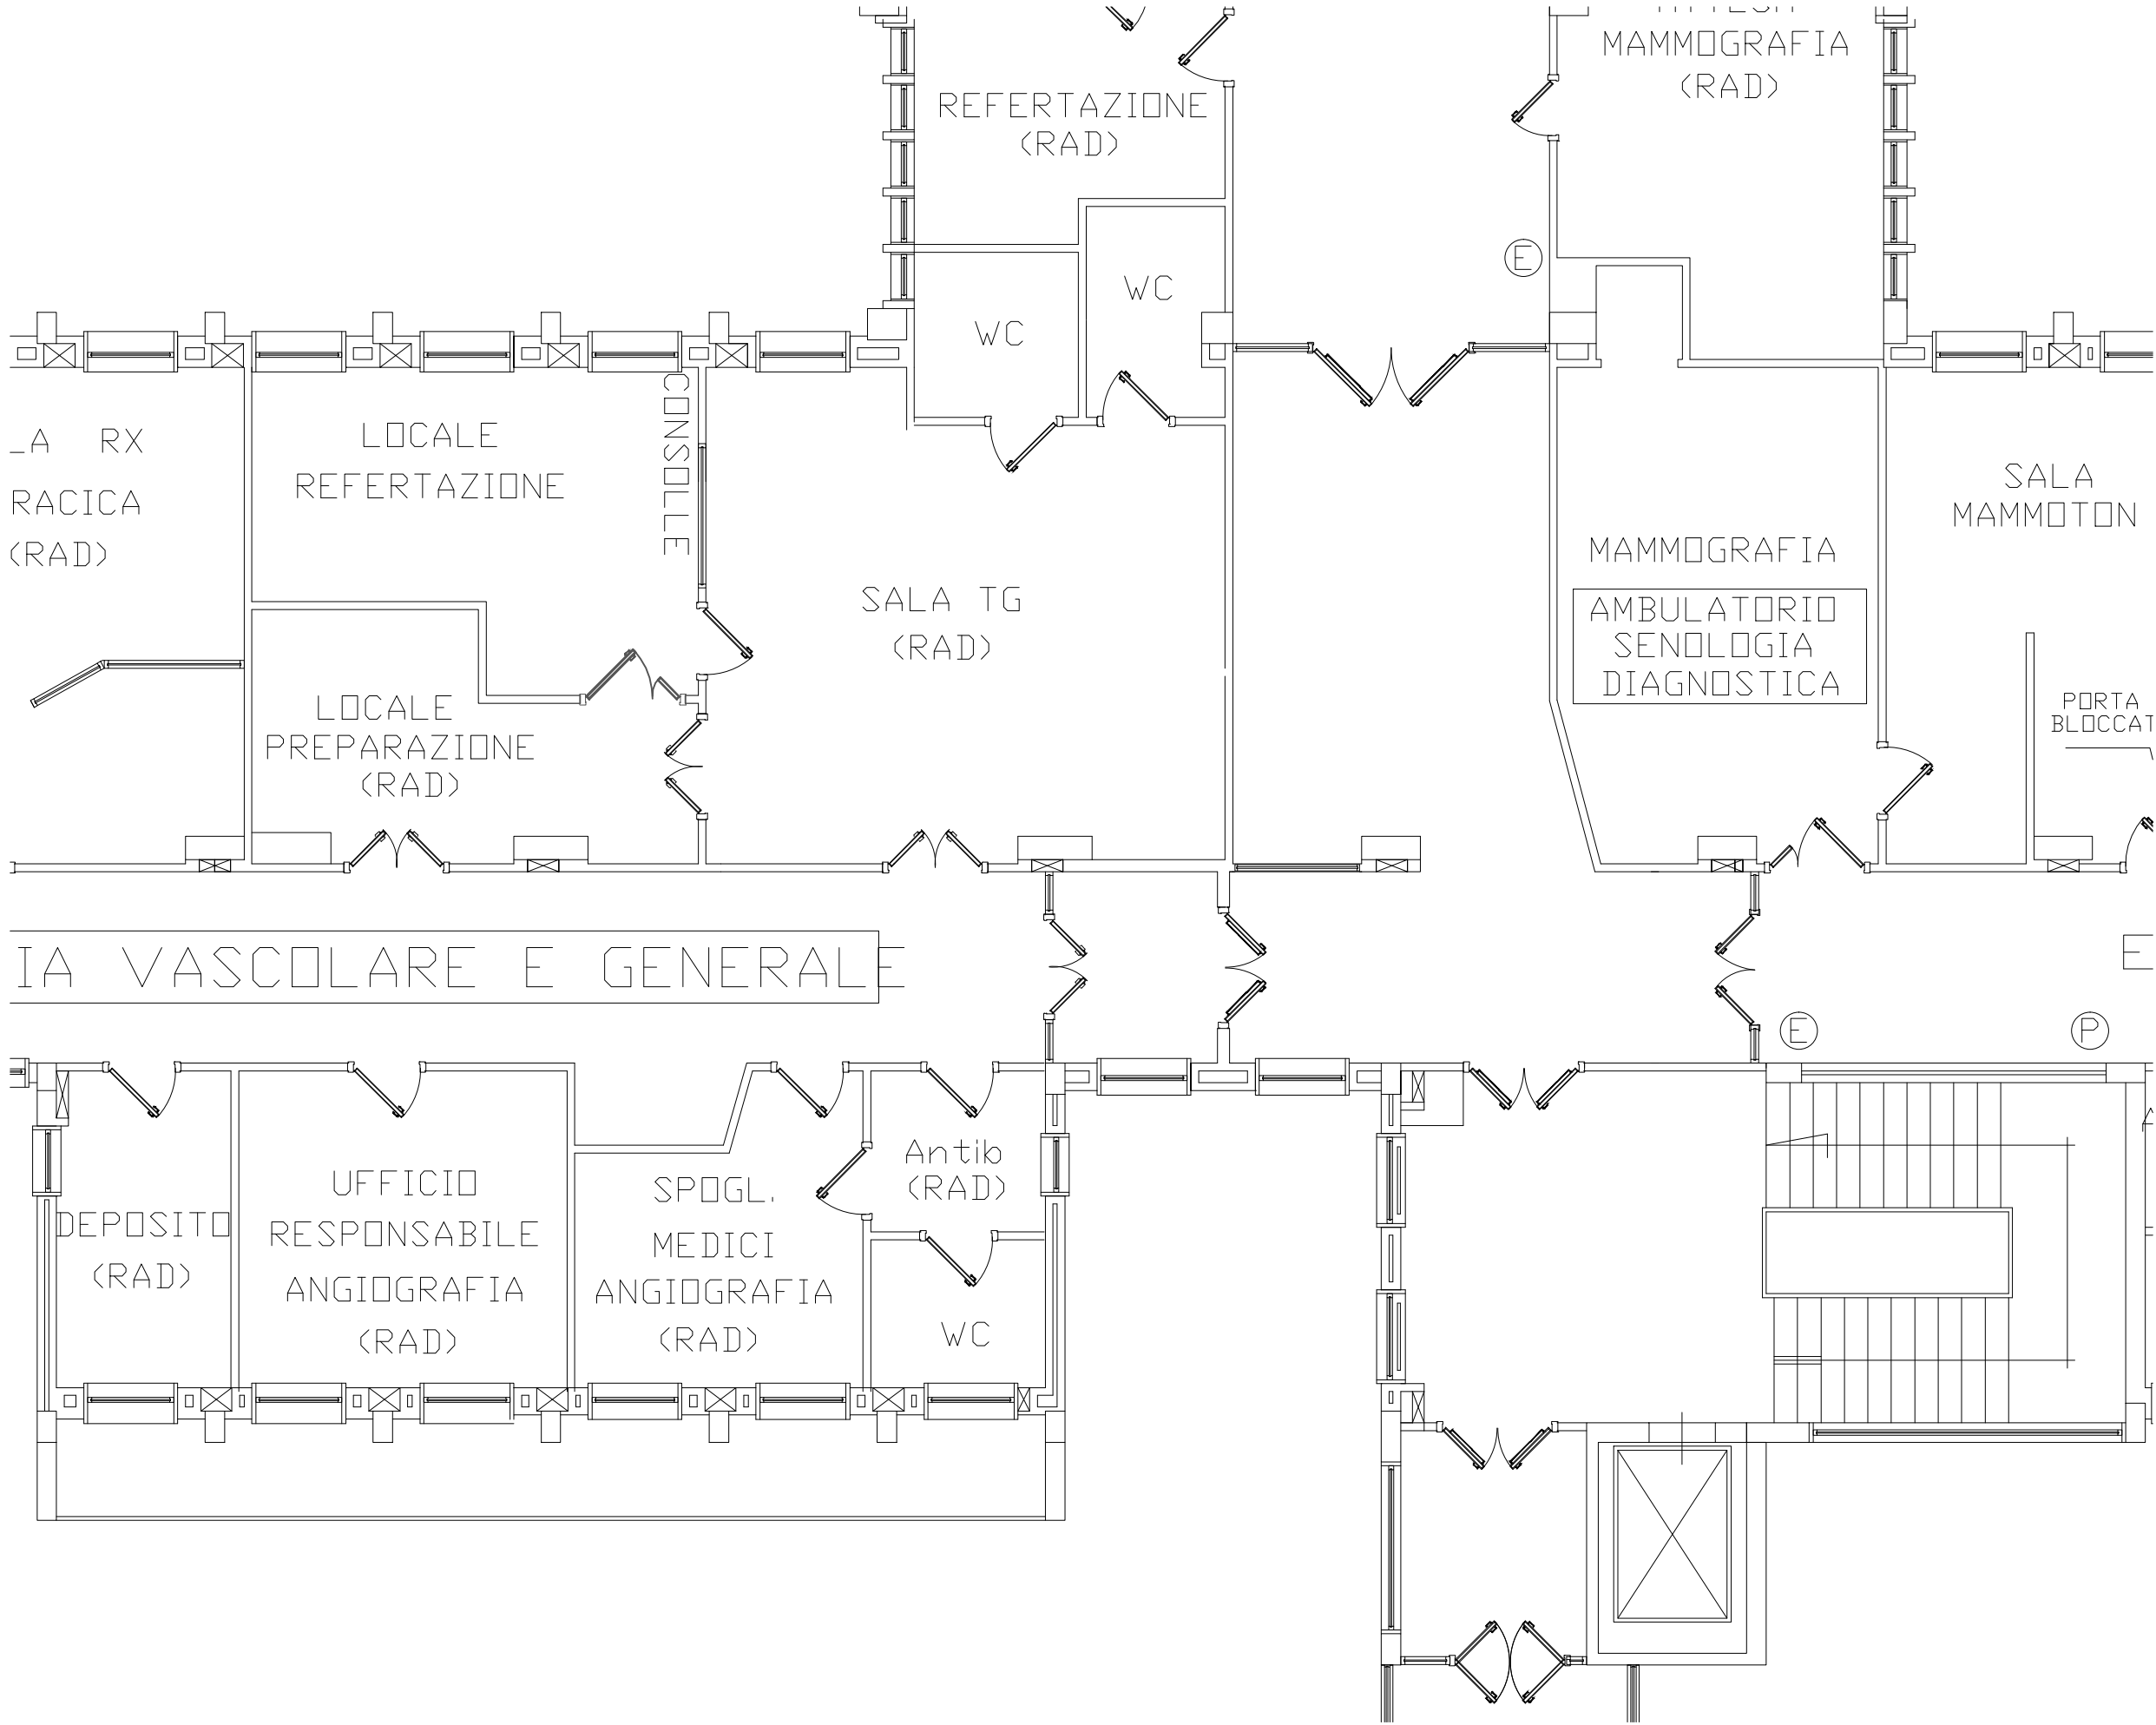 MAMMOGRAFIA
(RAD)
REFERTAZIONE
(RAD)
E
WC
WC
LOCALE
REFERTAZIONE
CONSOLLE
RX
(RAD)
SALA TG
(RAD)
MAMMOGRAFIA
AMBULATORIO
SENOLOGIA
DIAGNOSTICA
SALA
MAMMOTON
PORTA
BLOCCAT
LOCALE
PREPARAZIONE
(RAD)
IA VASCOLARE E GENERALE
E
E
P
DEPOSITO
(RAD)
UFFICIO
RESPONSABILE
ANGIOGRAFIA
(RAD)
SPOGL.
MEDICI
ANGIOGRAFIA
(RAD)
Antib
(RAD)
WC